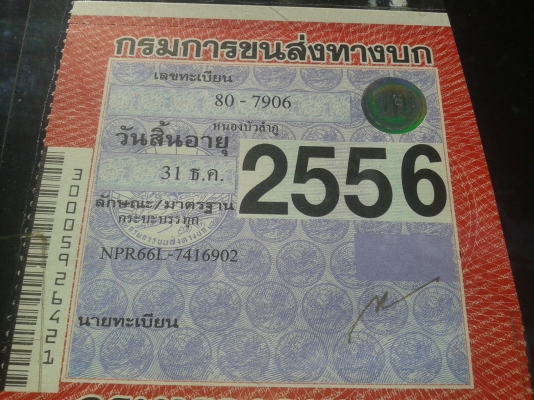 กรมการขนส่งทางบก
เลขทะเบียน
80 - 7906
หนองบัวลำภู
วันสิ้นอายุ
31 ธ.ค.
2556
ลักษณะ/มาตรฐาน
กระบะบรรทุก
NPR66L-7416902
นายทะเบียน
30005926421